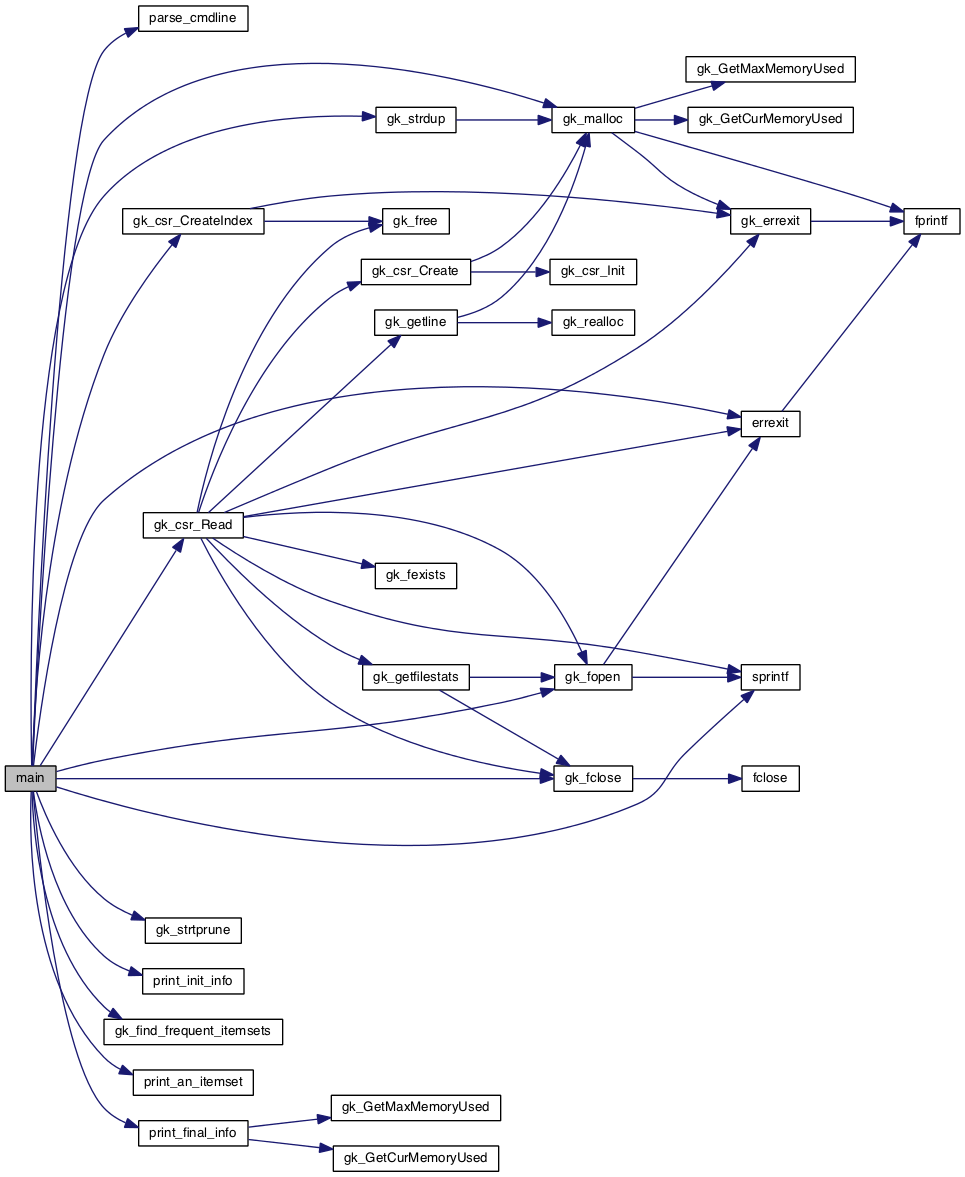 parse_cmdline
gk_GetMaxMemoryUsed
gk_strdup
gk_malloc
gk_GetCurMemoryUsed
gk_csr_CreateIndex
gk_free
gk_errexit
fprintf
gk_csr_Create
gk_csr_Init
gk_getline
gk_realloc
errexit
gk_csr_Read
gk_fexists
gk_getfilestats
gk_fopen
sprintf
main
gk_fclose
fclose
gk_strtprune
print_init_info
gk_find_frequent_itemsets
print_an_itemset
gk_GetMaxMemoryUsed
print_final_info
gk_GetCurMemoryUsed